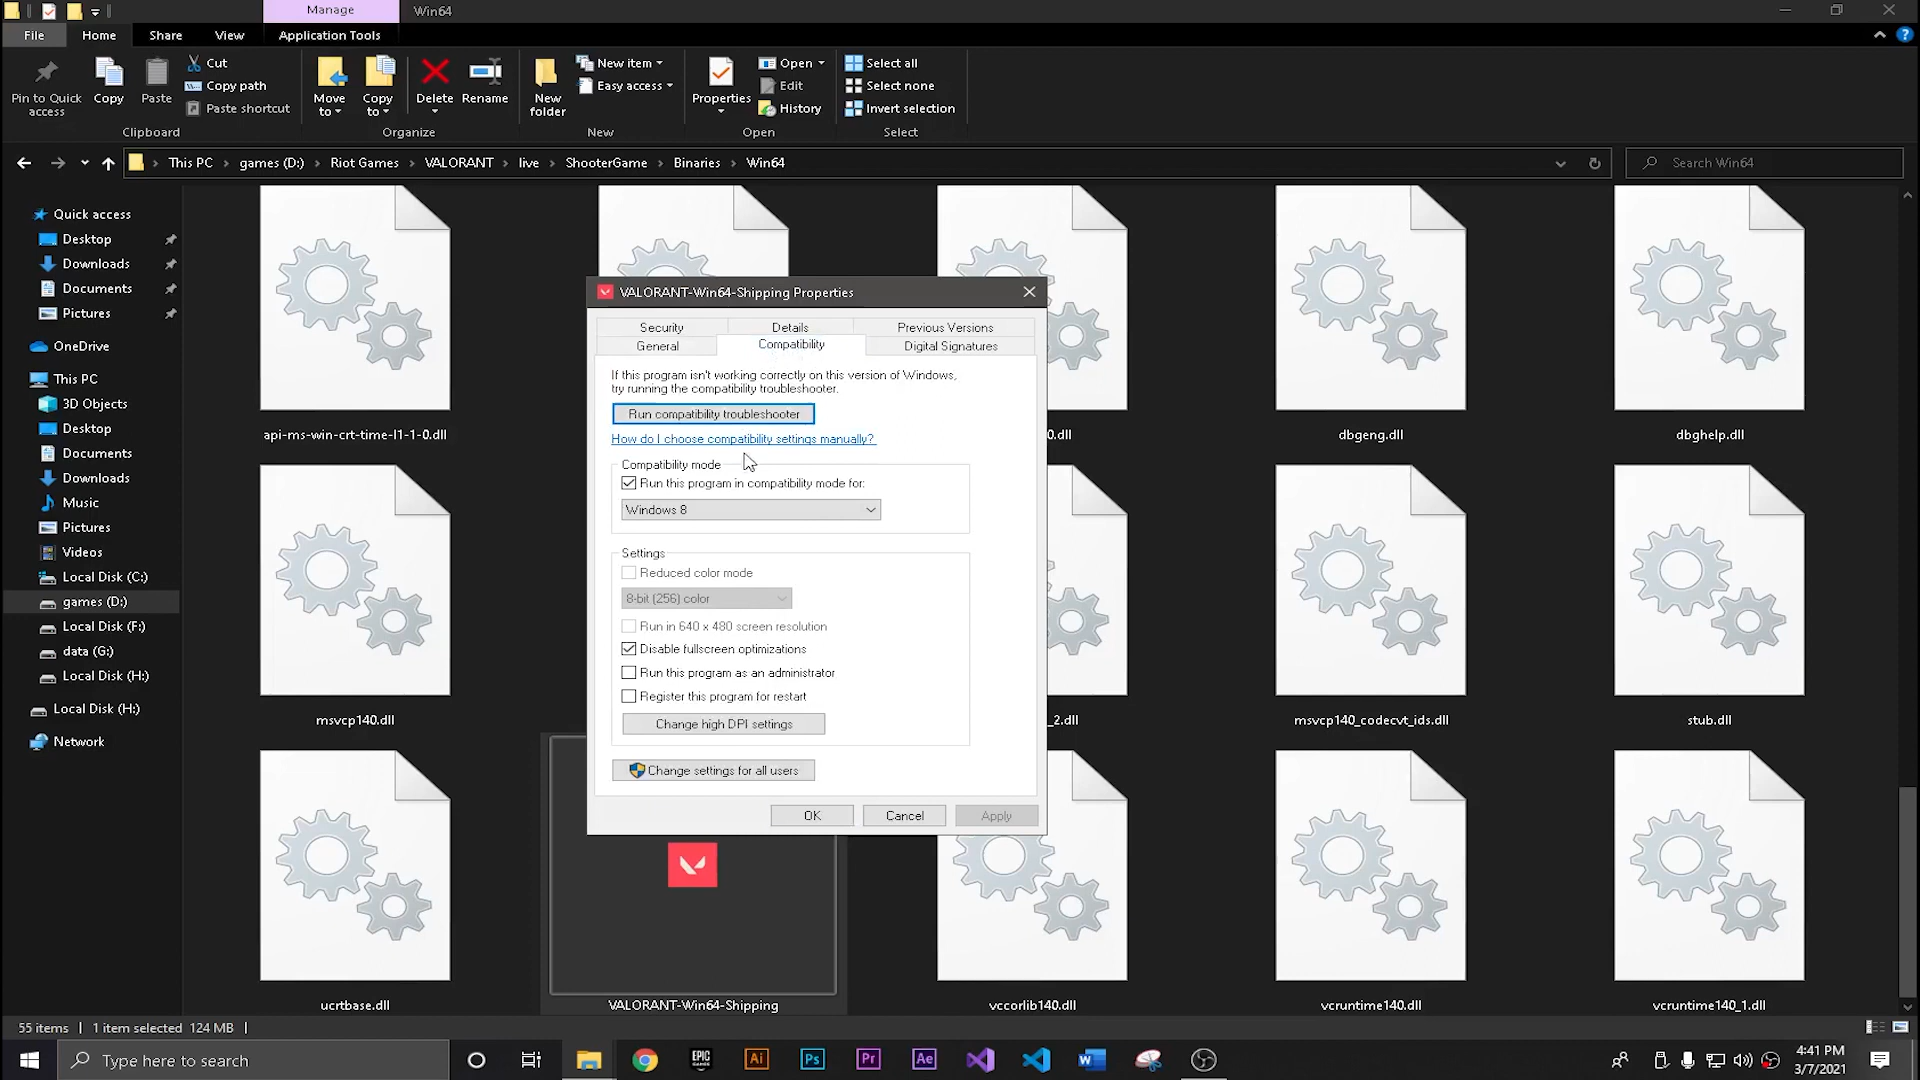 Manage
Win64
File
Home
Share
View
Application Tools
Pin to Quick
access
Copy
Paste
Cut
Copy path
Paste shortcut
Clipboard
Move
to
Copy
to
Delete
Rename
Organize
New
folder
New item
Easy access
New
Properties
Open
Edit
History
Open
Select all
Select none
Invert selection
Select
This PC
games (D:)
Riot Games
VALORANT
live
ShooterGame
Binaries
Win64
Search Win64
Quick access
Desktop
Downloads
Documents
Pictures
OneDrive
This PC
3D Objects
Desktop
Documents
Downloads
Music
Pictures
Videos
Local Disk (C:)
games (D:)
Local Disk (F:)
data (G:)
Local Disk (H:)
Local Disk (H:)
Network
api-ms-win-crt-time-l1-1-0.dll
0.dll
dbgeng.dll
dbghelp.dll
msvcp140.dll
_2.dll
msvcp140_codecvt_ids.dll
stub.dll
ucrtbase.dll
VALORANT-Win64-Shipping
vccorlib140.dll
vcruntime140.dll
vcruntime140_1.dll
VALORANT-Win64-Shipping Properties
Security
Details
Previous Versions
General
Compatibility
Digital Signatures
If this program isn't working correctly on this version of Windows,
try running the compatibility troubleshooter.
Run compatibility troubleshooter
How do I choose compatibility settings manually?
Compatibility mode
Run this program in compatibility mode for:
Windows 8
Settings
Reduced color mode
8-bit (256) color
Run in 640 x 480 screen resolution
Disable fullscreen optimizations
Run this program as an administrator
Register this program for restart
Change high DPI settings
Change settings for all users
OK
Cancel
Apply
55 items
1 item selected 124 MB
Type here to search
EPIC
GAMES
Ai
Ps
Pr
Ae
W
4:41 PM
3/7/2021